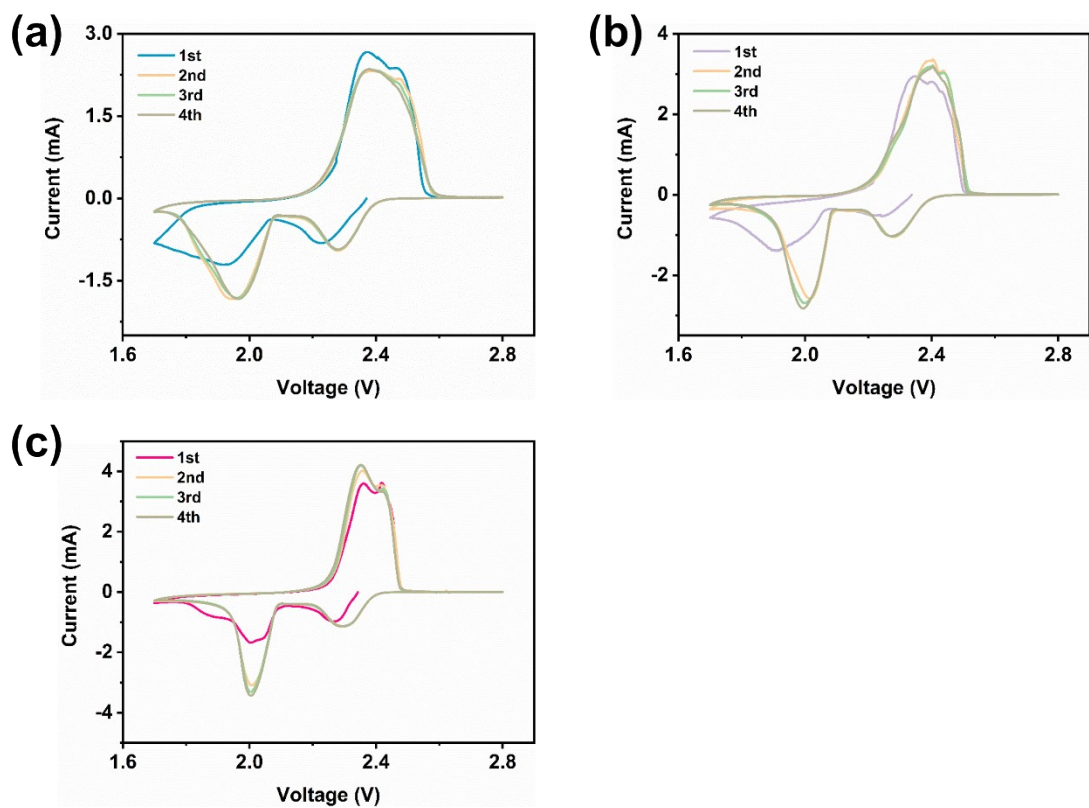 (a)
3.0
1.5
0.0
-1.5
Current (mA)
1st
2nd
3rd
4th
1.6 2.0 2.4 2.8
Voltage (V)
(b)
4
2
0
-2
Current (mA)
1st
2nd
3rd
4th
1.6 2.0 2.4 2.8
Voltage (V)
(c)
4
2
0
-2
-4
Current (mA)
1st
2nd
3rd
4th
1.6 2.0 2.4 2.8
Voltage (V)